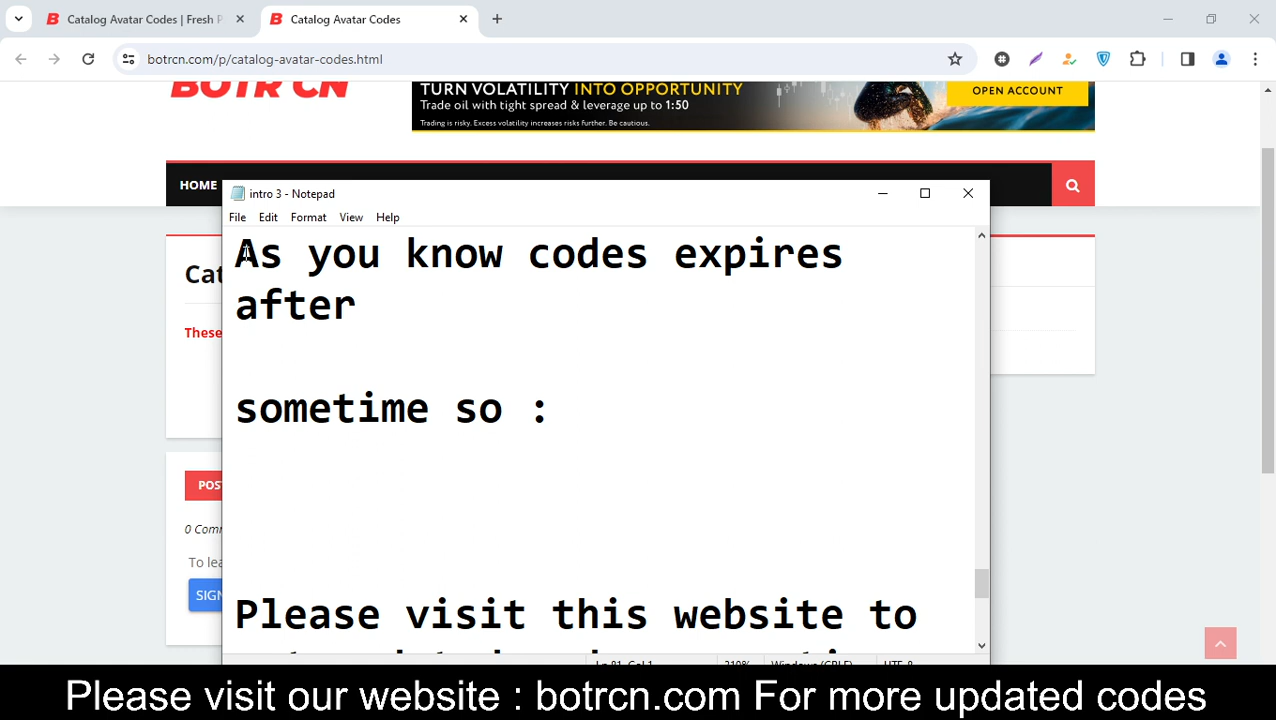 Catalog Avatar Codes | Fresh P
Catalog Avatar Codes
botrcn.com/p/catalog-avatar-codes.html
BOTR CN
TURN VOLATILITY INTO OPPORTUNITY
Trade oil with tight spread & leverage up to 1:50
Trading is risky. Excess volatility increases risks further. Be cautious.
OPEN ACCOUNT
HOME
intro 3 - Notepad
File Edit Format View Help
As you know codes expires
after
Cat
These
sometime so :
POS
0 Comm
To lea
SIGN
Please visit this website to
Please visit our website : botrcn.com For more updated codes